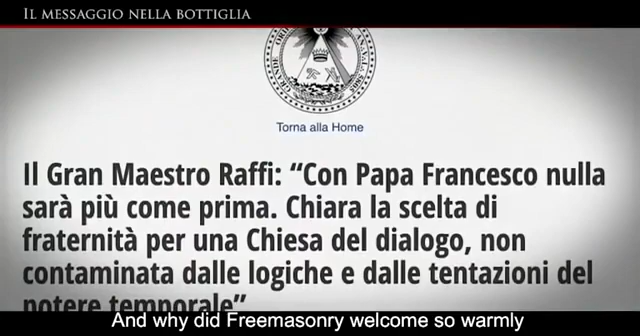 IL MESSAGGIO NELLA BOTTIGLIA
Torna alla Home
Il Gran Maestro Raffi: “Con Papa Francesco nulla
sarà più come prima. Chiara la scelta di
fraternità per una Chiesa del dialogo, non
contaminata dalle logiche e dalle tentazioni del
potere temporale”
And why did Freemasonry welcome so warmly